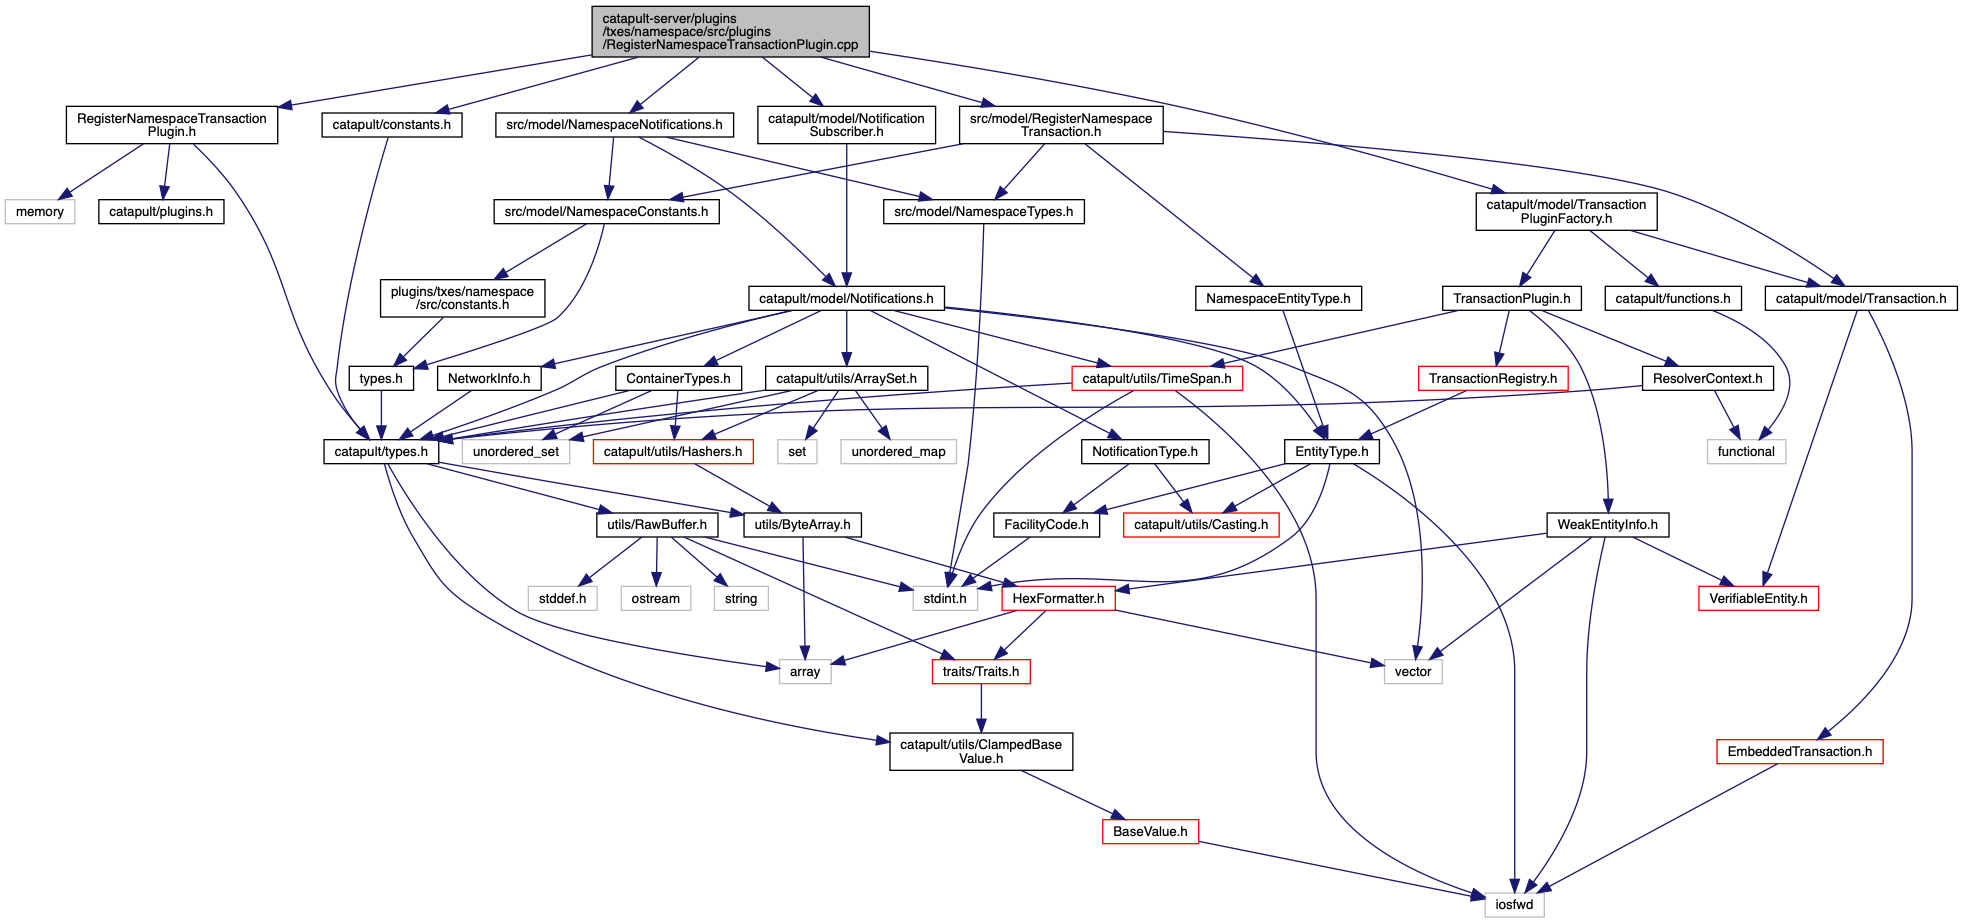 catapult-server/plugins
/txes/namespace/src/plugins
/RegisterNamespaceTransactionPlugin.cpp
RegisterNamespaceTransaction
Plugin.h
catapult/constants.h
src/model/NamespaceNotifications.h
catapult/model/Notification
Subscriber.h
src/model/RegisterNamespace
Transaction.h
memory
catapult/plugins.h
src/model/NamespaceConstants.h
src/model/NamespaceTypes.h
catapult/model/Transaction
PluginFactory.h
plugins/txes/namespace
/src/constants.h
catapult/model/Notifications.h
NamespaceEntityType.h
TransactionPlugin.h
catapult/functions.h
catapult/model/Transaction.h
types.h
NetworkInfo.h
ContainerTypes.h
catapult/utils/ArraySet.h
catapult/utils/TimeSpan.h
TransactionRegistry.h
ResolverContext.h
catapult/types.h
unordered_set
catapult/utils/Hashers.h
set
unordered_map
NotificationType.h
EntityType.h
functional
utils/RawBuffer.h
utils/ByteArray.h
FacilityCode.h
catapult/utils/Casting.h
WeakEntityInfo.h
stddef.h
ostream
string
stdint.h
HexFormatter.h
VerifiableEntity.h
array
traits/Traits.h
vector
catapult/utils/ClampedBase
Value.h
EmbeddedTransaction.h
BaseValue.h
iosfwd